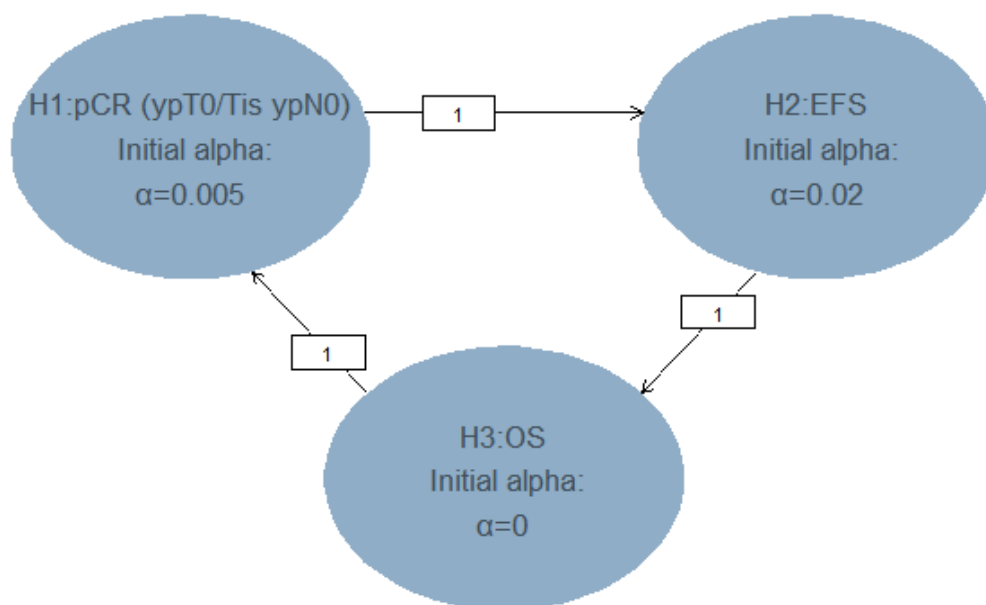 H1:pCR (ypT0/Tis ypN0)
Initial alpha:
α=0.005
1
H2:EFS
Initial alpha:
α=0.02
1
1
H3:OS
Initial alpha:
α=0